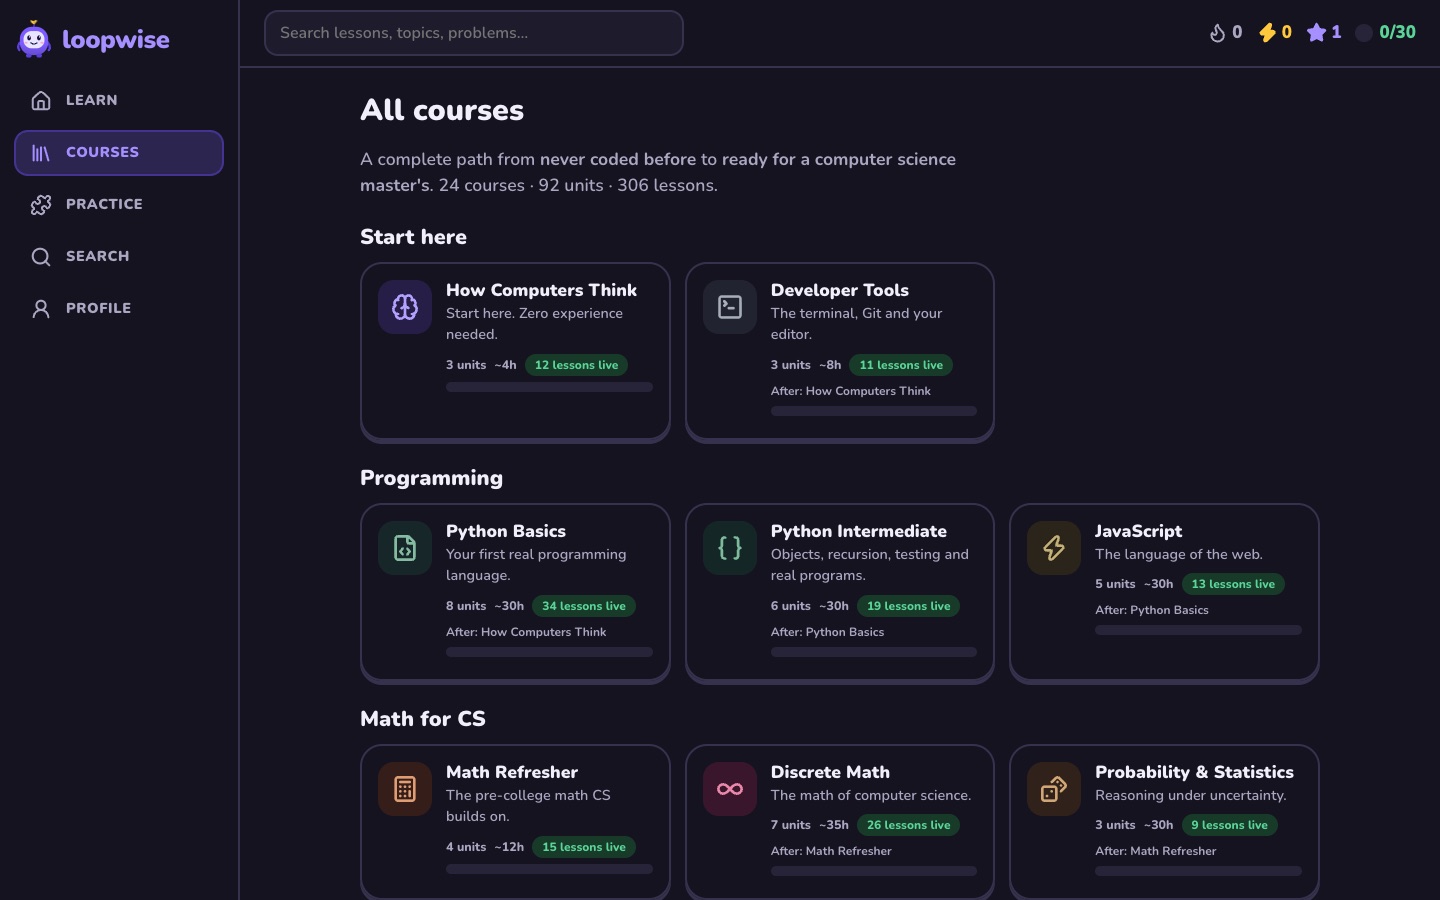 loopwise
Search lessons, topics, problems...
0
0
1
0/30
LEARN
COURSES
PRACTICE
SEARCH
PROFILE
All courses
A complete path from never coded before to ready for a computer science
master's. 24 courses · 92 units · 306 lessons.
Start here
How Computers Think
Start here. Zero experience
needed.
3 units ~4h 12 lessons live
Developer Tools
The terminal, Git and your
editor.
3 units ~8h 11 lessons live
After: How Computers Think
Programming
Python Basics
Your first real programming
language.
8 units ~30h 34 lessons live
After: How Computers Think
Python Intermediate
Objects, recursion, testing and
real programs.
6 units ~30h 19 lessons live
After: Python Basics
JavaScript
The language of the web.
5 units ~30h 13 lessons live
After: Python Basics
Math for CS
Math Refresher
The pre-college math CS
builds on.
4 units ~12h 15 lessons live
Discrete Math
The math of computer science.
7 units ~35h 26 lessons live
After: Math Refresher
Probability & Statistics
Reasoning under uncertainty.
3 units ~30h 9 lessons live
After: Math Refresher